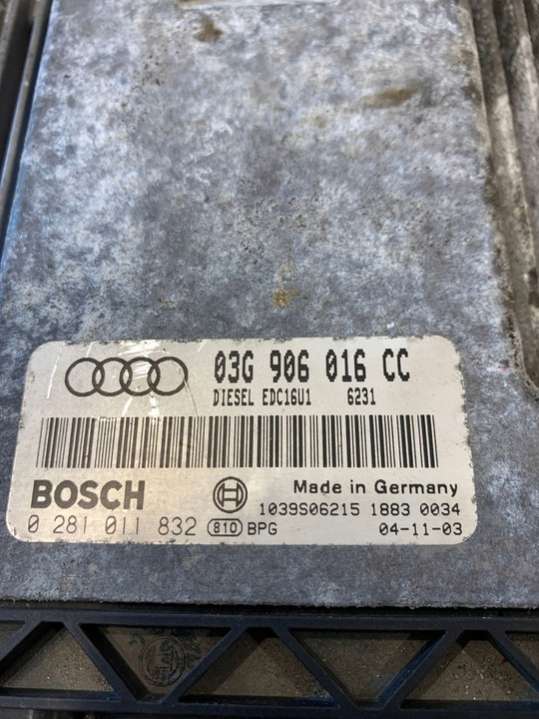 03G 906 016 CC
DIESEL EDC16U1 6231
BOSCH
Made in Germany
1039S06215 1883 0034
0 281 011 832 810 BPG 04-11-03